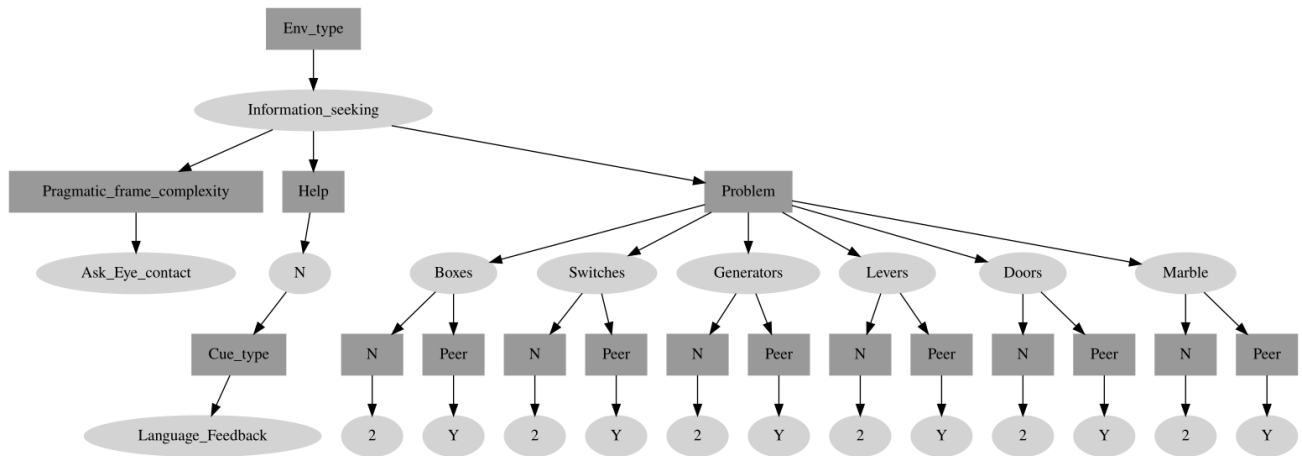 Env_type
Information_seeking
Pragmatic_frame_complexity Help Problem
Ask_Eye_contact N Boxes Switches Generators Levers Doors Marble
Cue_type N Peer N Peer N Peer N Peer N Peer N Peer
Language_Feedback 2 Y 2 Y 2 Y 2 Y 2 Y 2 Y